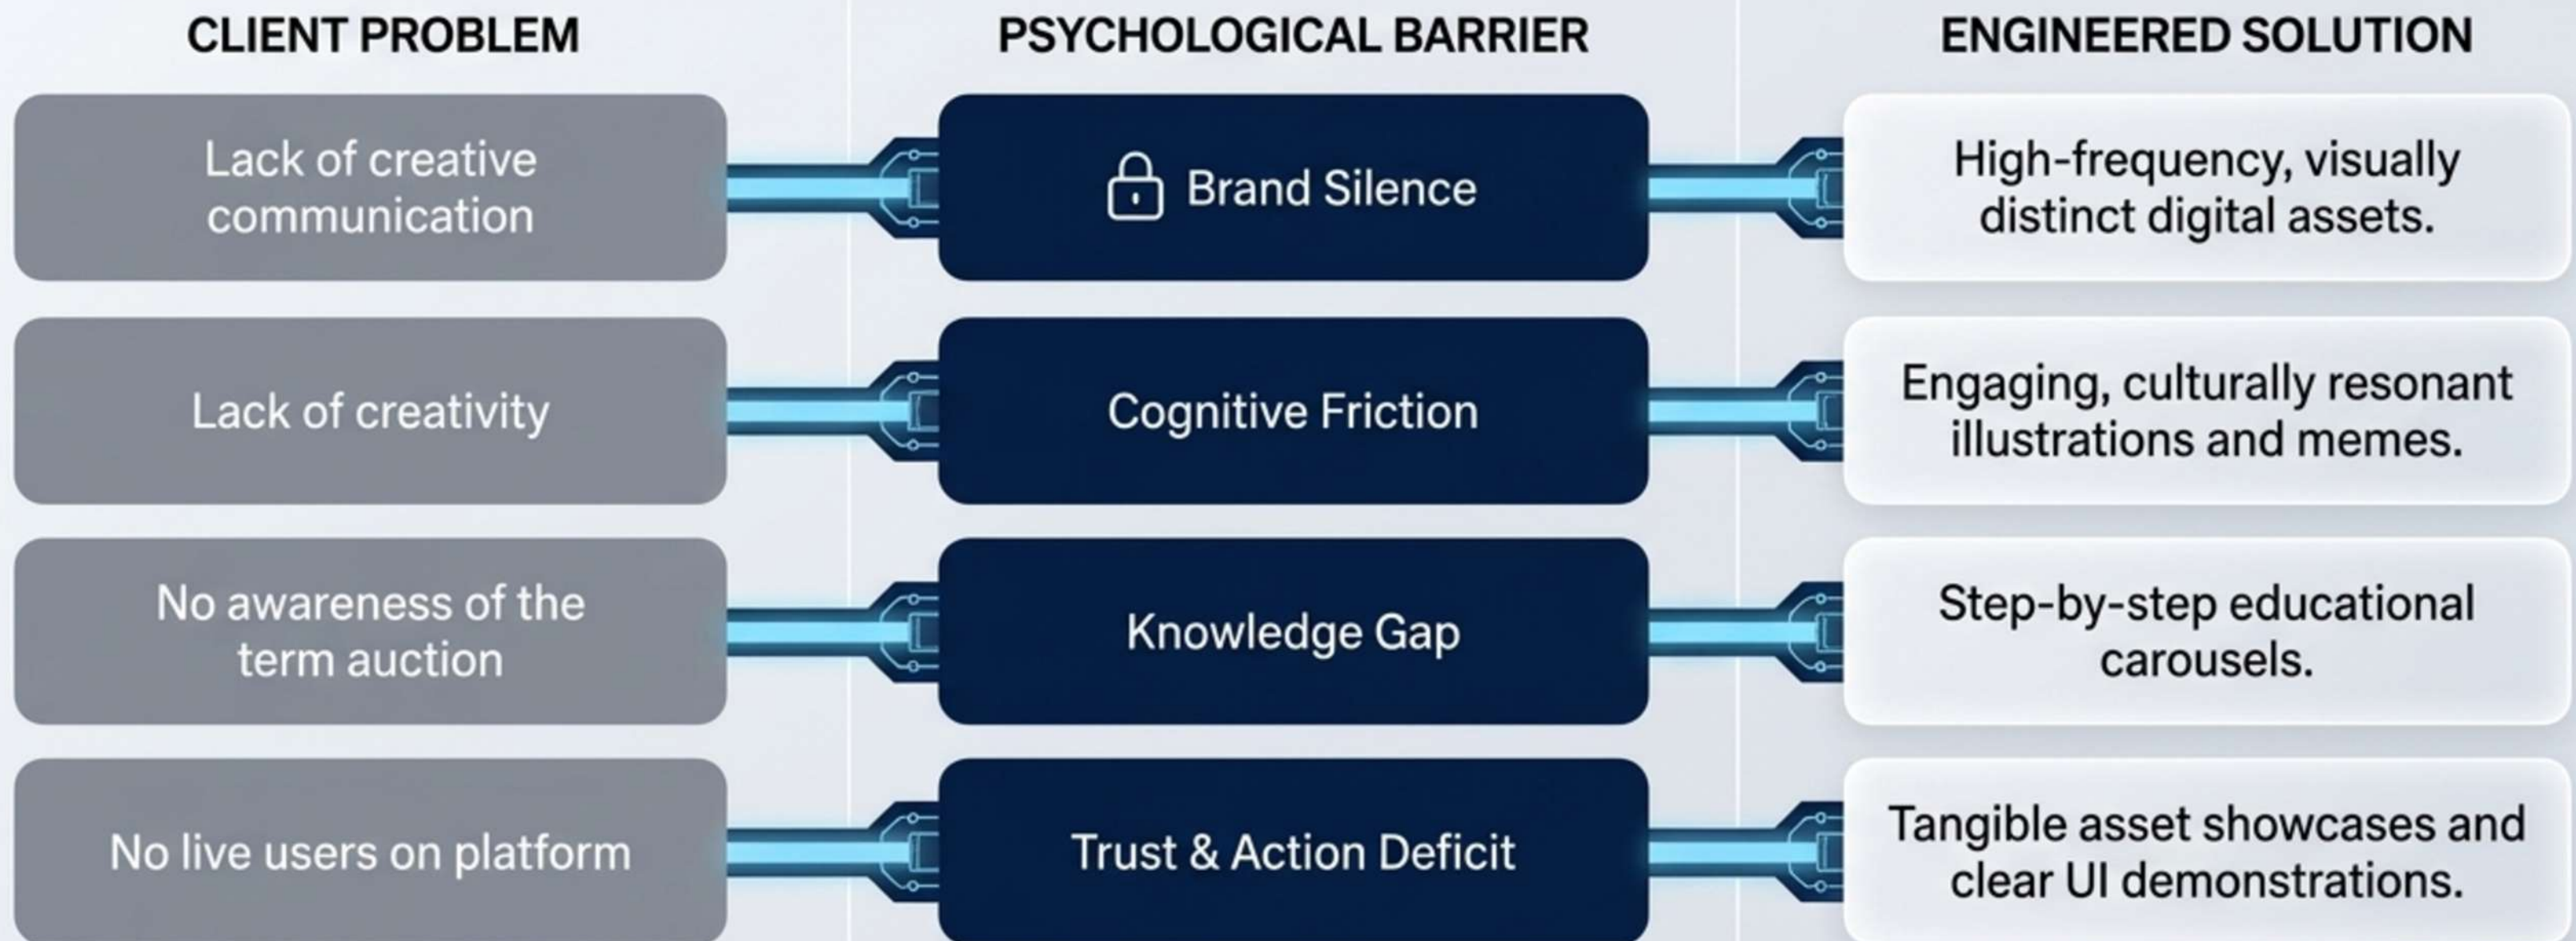 CLIENT PROBLEM
PSYCHOLOGICAL BARRIER
ENGINEERED SOLUTION
Lack of creative
communication
Brand Silence
High-frequency, visually
distinct digital assets.
Lack of creativity
Cognitive Friction
Engaging, culturally resonant
illustrations and memes.
No awareness of the
term auction
Knowledge Gap
Step-by-step educational
carousels.
No live users on platform
Trust & Action Deficit
Tangible asset showcases and
clear UI demonstrations.